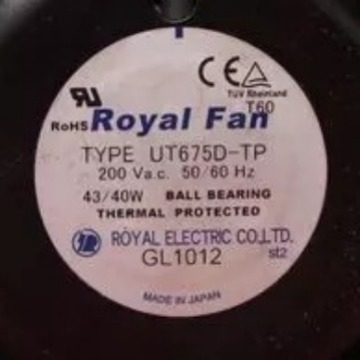 CE
TÜV Rheinland
T60
RoHS Royal Fan
TYPE UT675D-TP
200 Va.c. 50/60 Hz
43/40W BALL BEARING
THERMAL PROTECTED
ROYAL ELECTRIC CO.,LTD.
GL1012 st2
MADE IN JAPAN